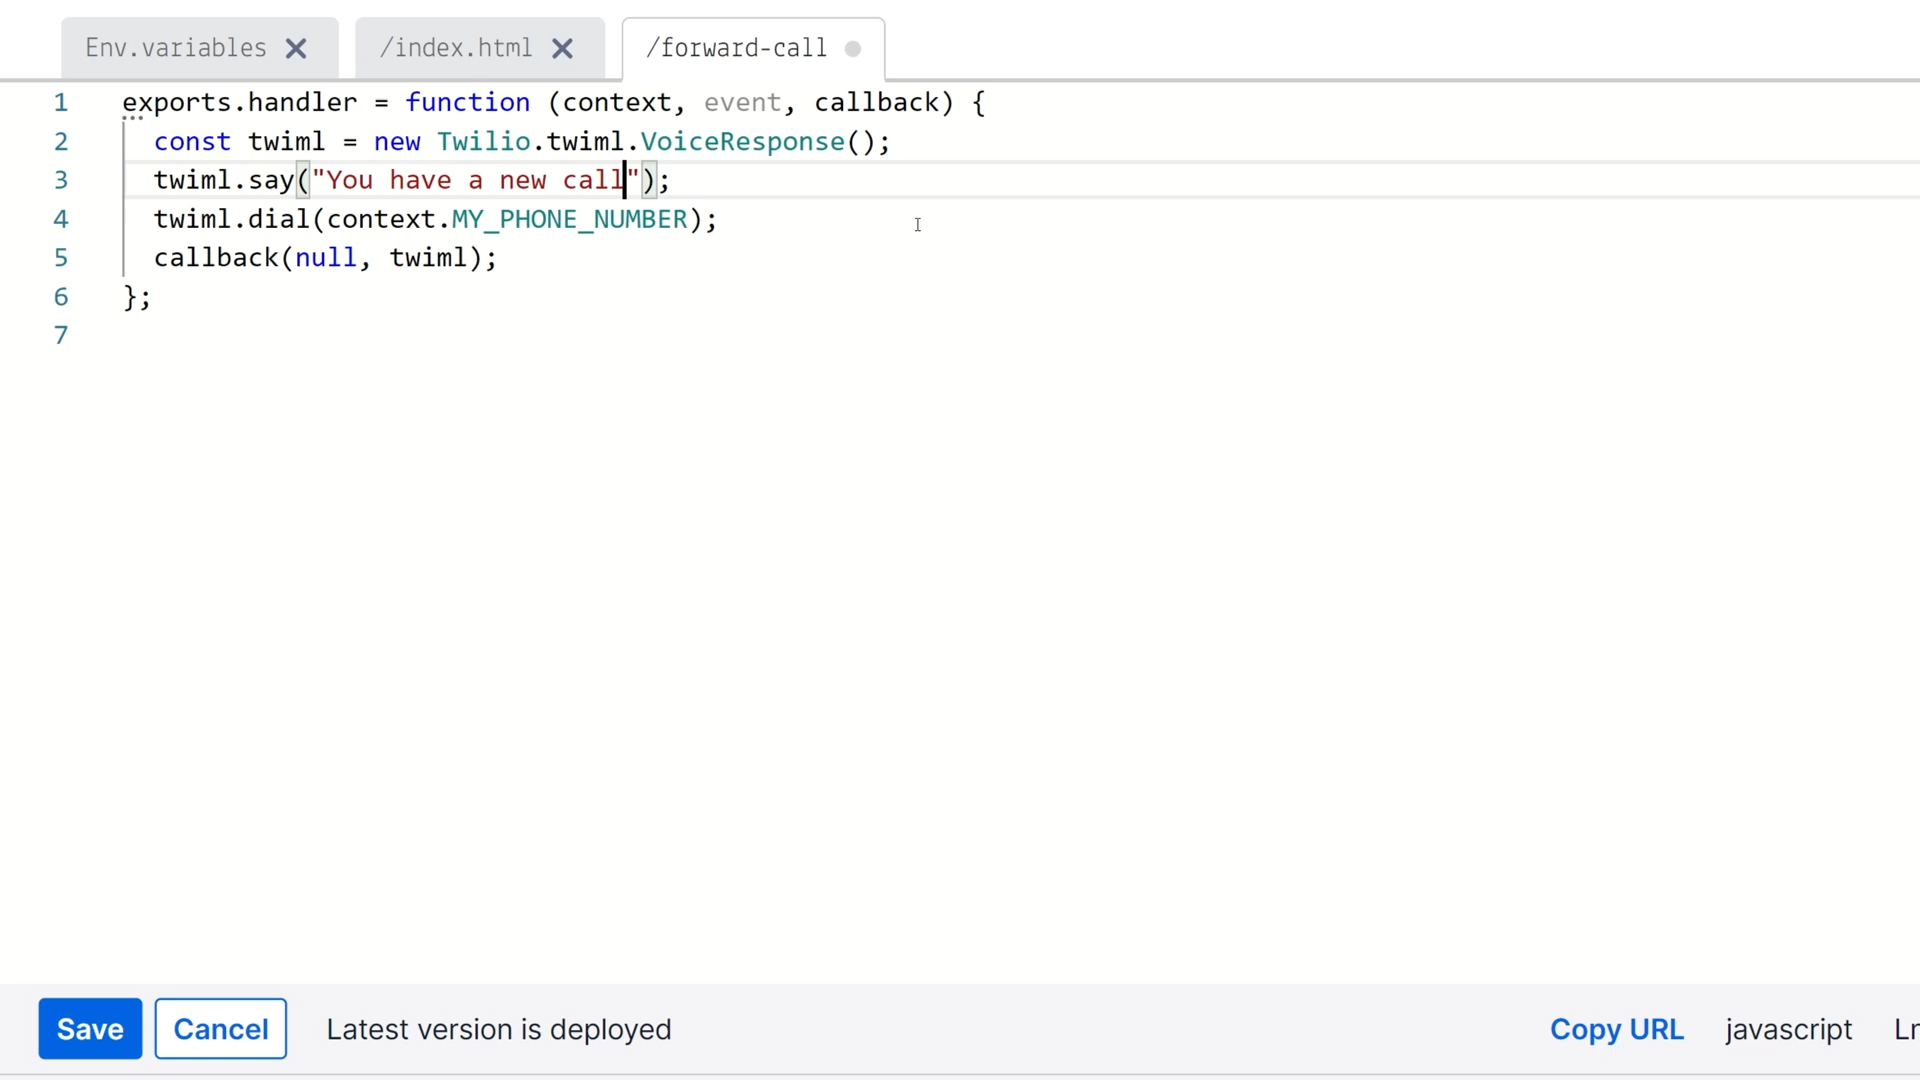 Env.variables /index.html /forward-call
1 exports.handler = function (context, event, callback) {
2 const twiml = new Twilio.twiml.VoiceResponse();
3 twiml.say("You have a new call");
4 twiml.dial(context.MY_PHONE_NUMBER);
5 callback(null, twiml);
6 };
7
Save Cancel Latest version is deployed Copy URL javascript